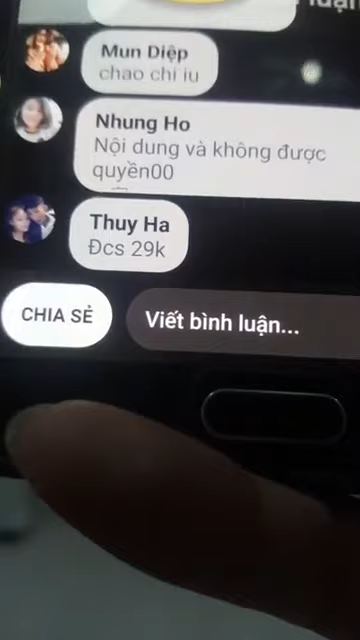 luận
Mun Diệp
chao chi iu
Nhung Ho
Nội dung và không được
quyền00
Thuy Ha
Đcs 29k
CHIA SẺ
Viết bình luận...